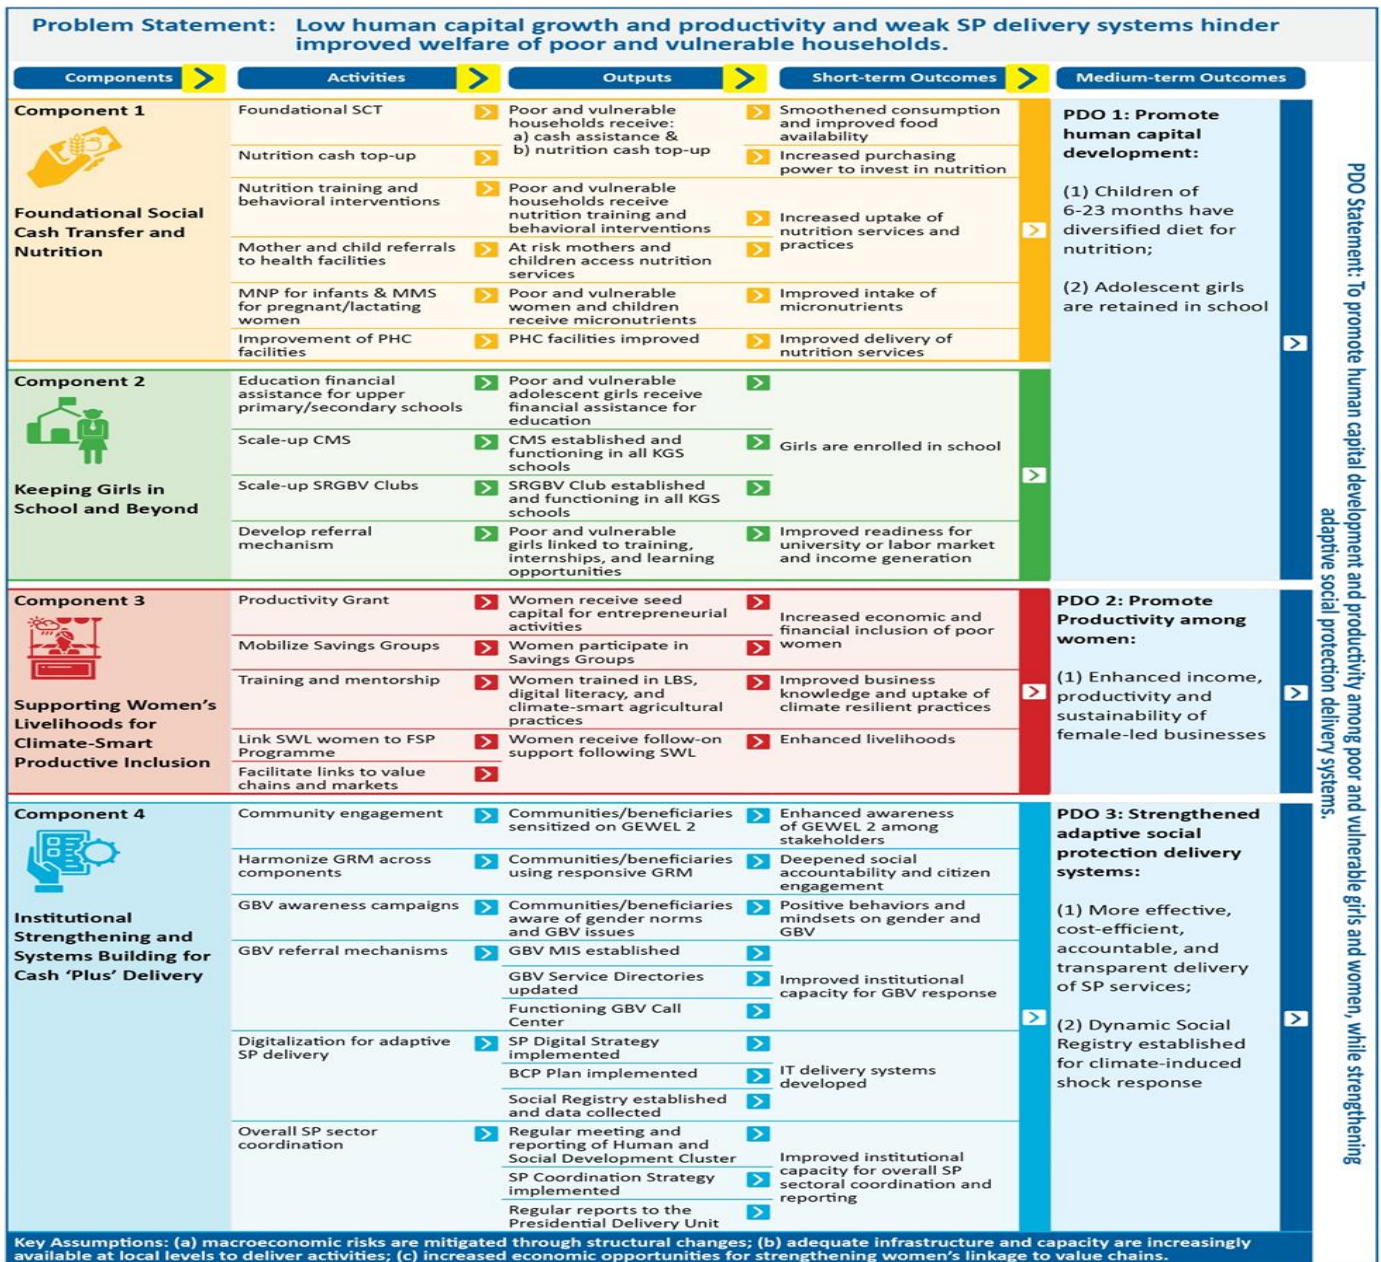 Problem Statement: Low human capital growth and productivity and weak SP delivery systems hinder
improved welfare of poor and vulnerable households.
Components
Activities
Outputs
Short-term Outcomes
Medium-term Outcomes
Component 1
Foundational Social
Cash Transfer and
Nutrition
Foundational SCT
Poor and vulnerable
households receive:
a) cash assistance &
b) nutrition cash top-up
Smoothened consumption
and improved food
availability
Nutrition cash top-up
Increased purchasing
power to invest in nutrition
Nutrition training and
behavioral interventions
Poor and vulnerable
households receive
nutrition training and
behavioral interventions
Increased uptake of
nutrition services and
practices
Mother and child referrals
to health facilities
At risk mothers and
children access nutrition
services
MNP for infants & MMS
for pregnant/lactating
women
Poor and vulnerable
women and children
receive micronutrients
Improved intake of
micronutrients
Improvement of PHC
facilities
PHC facilities improved
Improved delivery of
nutrition services
PDO 1: Promote
human capital
development:
(1) Children of
6-23 months have
diversified diet for
nutrition;
(2) Adolescent girls
are retained in school
Component 2
Keeping Girls in
School and Beyond
Education financial
assistance for upper
primary/secondary schools
Poor and vulnerable
adolescent girls receive
financial assistance for
education
Scale-up CMS
CMS established and
functioning in all KGS
schools
Girls are enrolled in school
Scale-up SRGBV Clubs
SRGBV Club established
and functioning in all KGS
schools
Develop referral
mechanism
Poor and vulnerable
girls linked to training,
internships, and learning
opportunities
Improved readiness for
university or labor market
and income generation
Component 3
Supporting Women's
Livelihoods for
Climate-Smart
Productive Inclusion
Productivity Grant
Women receive seed
capital for entrepreneurial
activities
Increased economic and
financial inclusion of poor
women
Mobilize Savings Groups
Women participate in
Savings Groups
Training and mentorship
Women trained in LBS,
digital literacy, and
climate-smart agricultural
practices
Improved business
knowledge and uptake of
climate resilient practices
Link SWL women to FSP
Programme
Women receive follow-on
support following SWL
Enhanced livelihoods
Facilitate links to value
chains and markets
PDO 2: Promote
Productivity among
women:
(1) Enhanced income,
productivity and
sustainability of
female-led businesses
Component 4
Institutional
Strengthening and
Systems Building for
Cash 'Plus' Delivery
Community engagement
Communities/beneficiaries
sensitized on GEWEL 2
Enhanced awareness
of GEWEL 2 among
stakeholders
Harmonize GRM across
components
Communities/beneficiaries
using responsive GRM
Deepened social
accountability and citizen
engagement
GBV awareness campaigns
Communities/beneficiaries
aware of gender norms
and GBV issues
Positive behaviors and
mindsets on gender and
GBV
GBV referral mechanisms
GBV MIS established
GBV Service Directories
updated
Functioning GBV Call
Center
Improved institutional
capacity for GBV response
Digitalization for adaptive
SP delivery
SP Digital Strategy
implemented
BCP Plan implemented
Social Registry established
and data collected
IT delivery systems
developed
Overall SP sector
coordination
Regular meeting and
reporting of Human and
Social Development Cluster
SP Coordination Strategy
implemented
Regular reports to the
Presidential Delivery Unit
Improved institutional
capacity for overall SP
sectoral coordination and
reporting
PDO 3: Strengthened
adaptive social
protection delivery
systems:
(1) More effective,
cost-efficient,
accountable, and
transparent delivery
of SP services;
(2) Dynamic Social
Registry established
for climate-induced
shock response
PDO Statement: To promote human capital development and productivity among poor and vulnerable girls and women, while strengthening
adaptive social protection delivery systems.
Key Assumptions: (a) macroeconomic risks are mitigated through structural changes; (b) adequate infrastructure and capacity are increasingly
available at local levels to deliver activities; (c) increased economic opportunities for strengthening women's linkage to value chains.